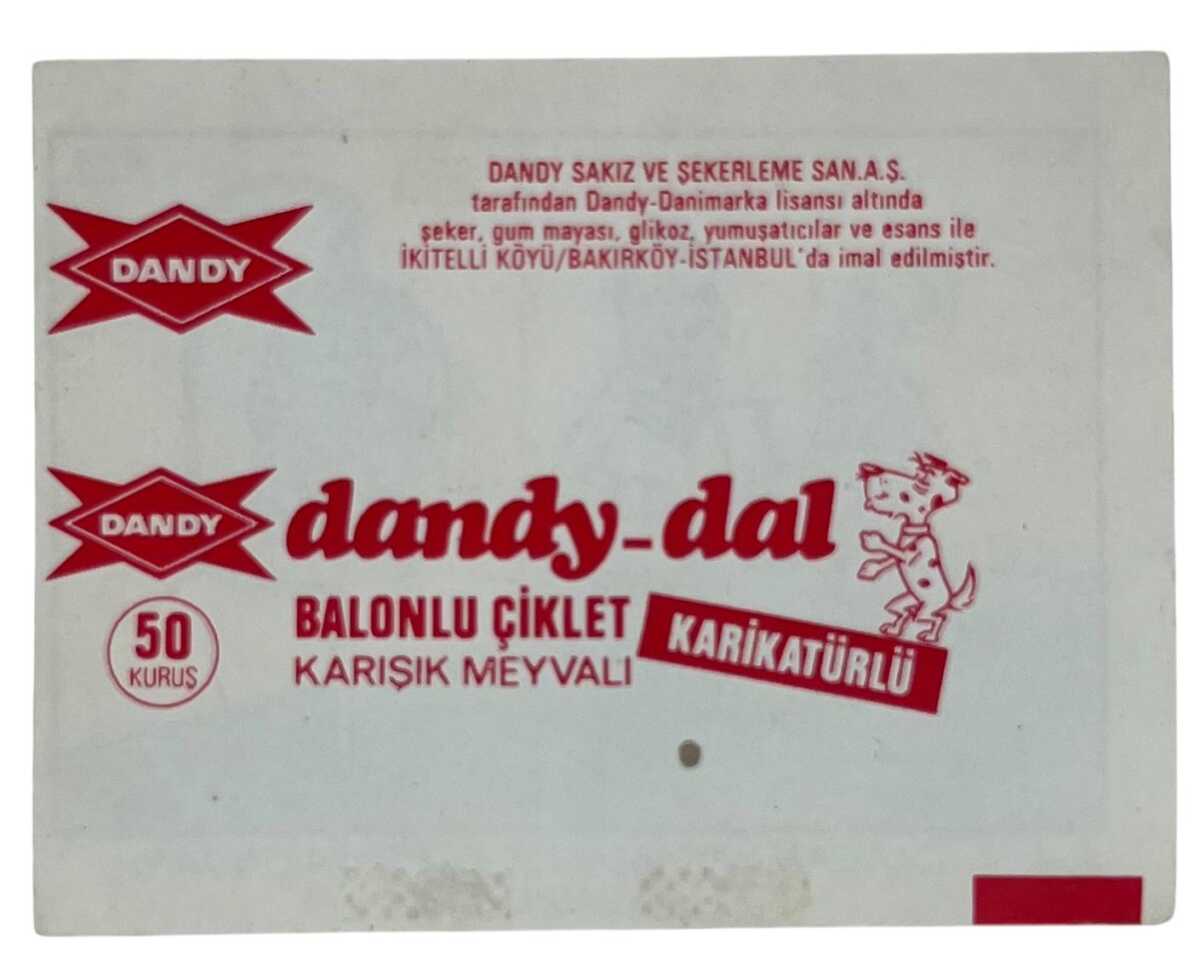 DANDY SAKIZ VE ŞEKERLEME SAN.A.Ş.
tarafından Dandy-Danimarka lisansı altında
şeker, gum mayası, glikoz, yumuşatıcılar ve esans ile
İKİTELLİ KÖYÜ/BAKIRKÖY-İSTANBUL'da imal edilmiştir.
DANDY
DANDY
dandy-dal
BALONLU ÇİKLET
KARIŞIK MEYVALI
KARİKATÜRLÜ
50
KURUŞ